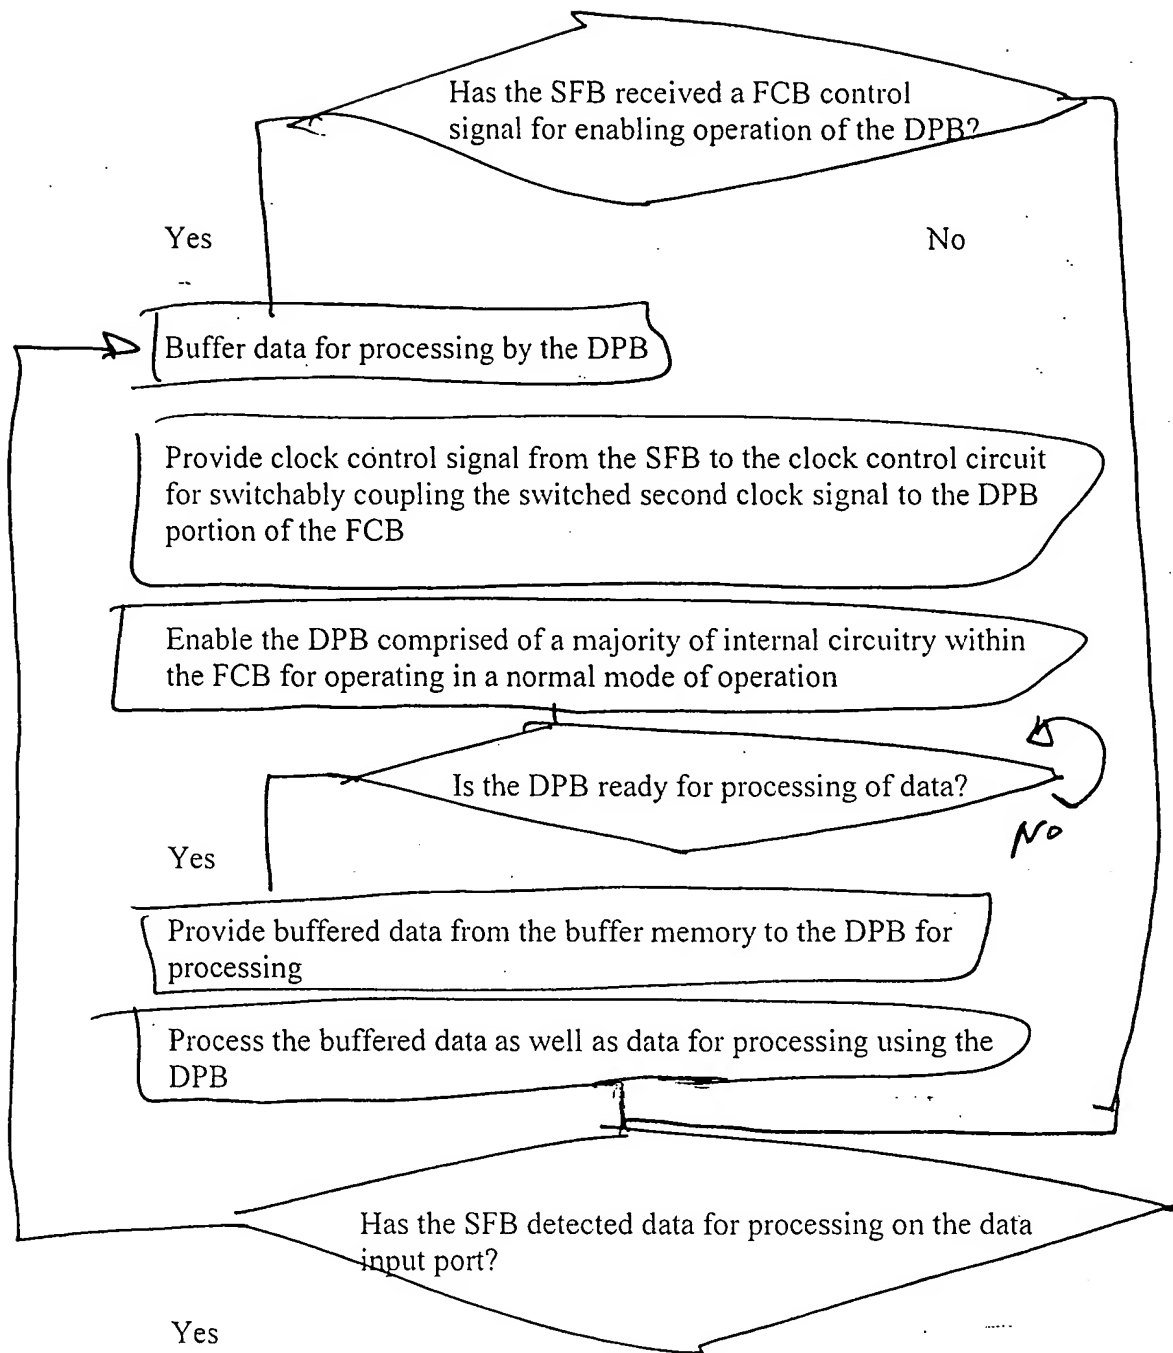 Has the SFB received a FCB control
signal for enabling operation of the DPB?
Yes
No
Buffer data for processing by the DPB
Provide clock control signal from the SFB to the clock control circuit
for switchably coupling the switched second clock signal to the DPB
portion of the FCB
Enable the DPB comprised of a majority of internal circuitry within
the FCB for operating in a normal mode of operation
Is the DPB ready for processing of data?
No
Yes
Provide buffered data from the buffer memory to the DPB for
processing
Process the buffered data as well as data for processing using the
DPB
Has the SFB detected data for processing on the data
input port?
Yes